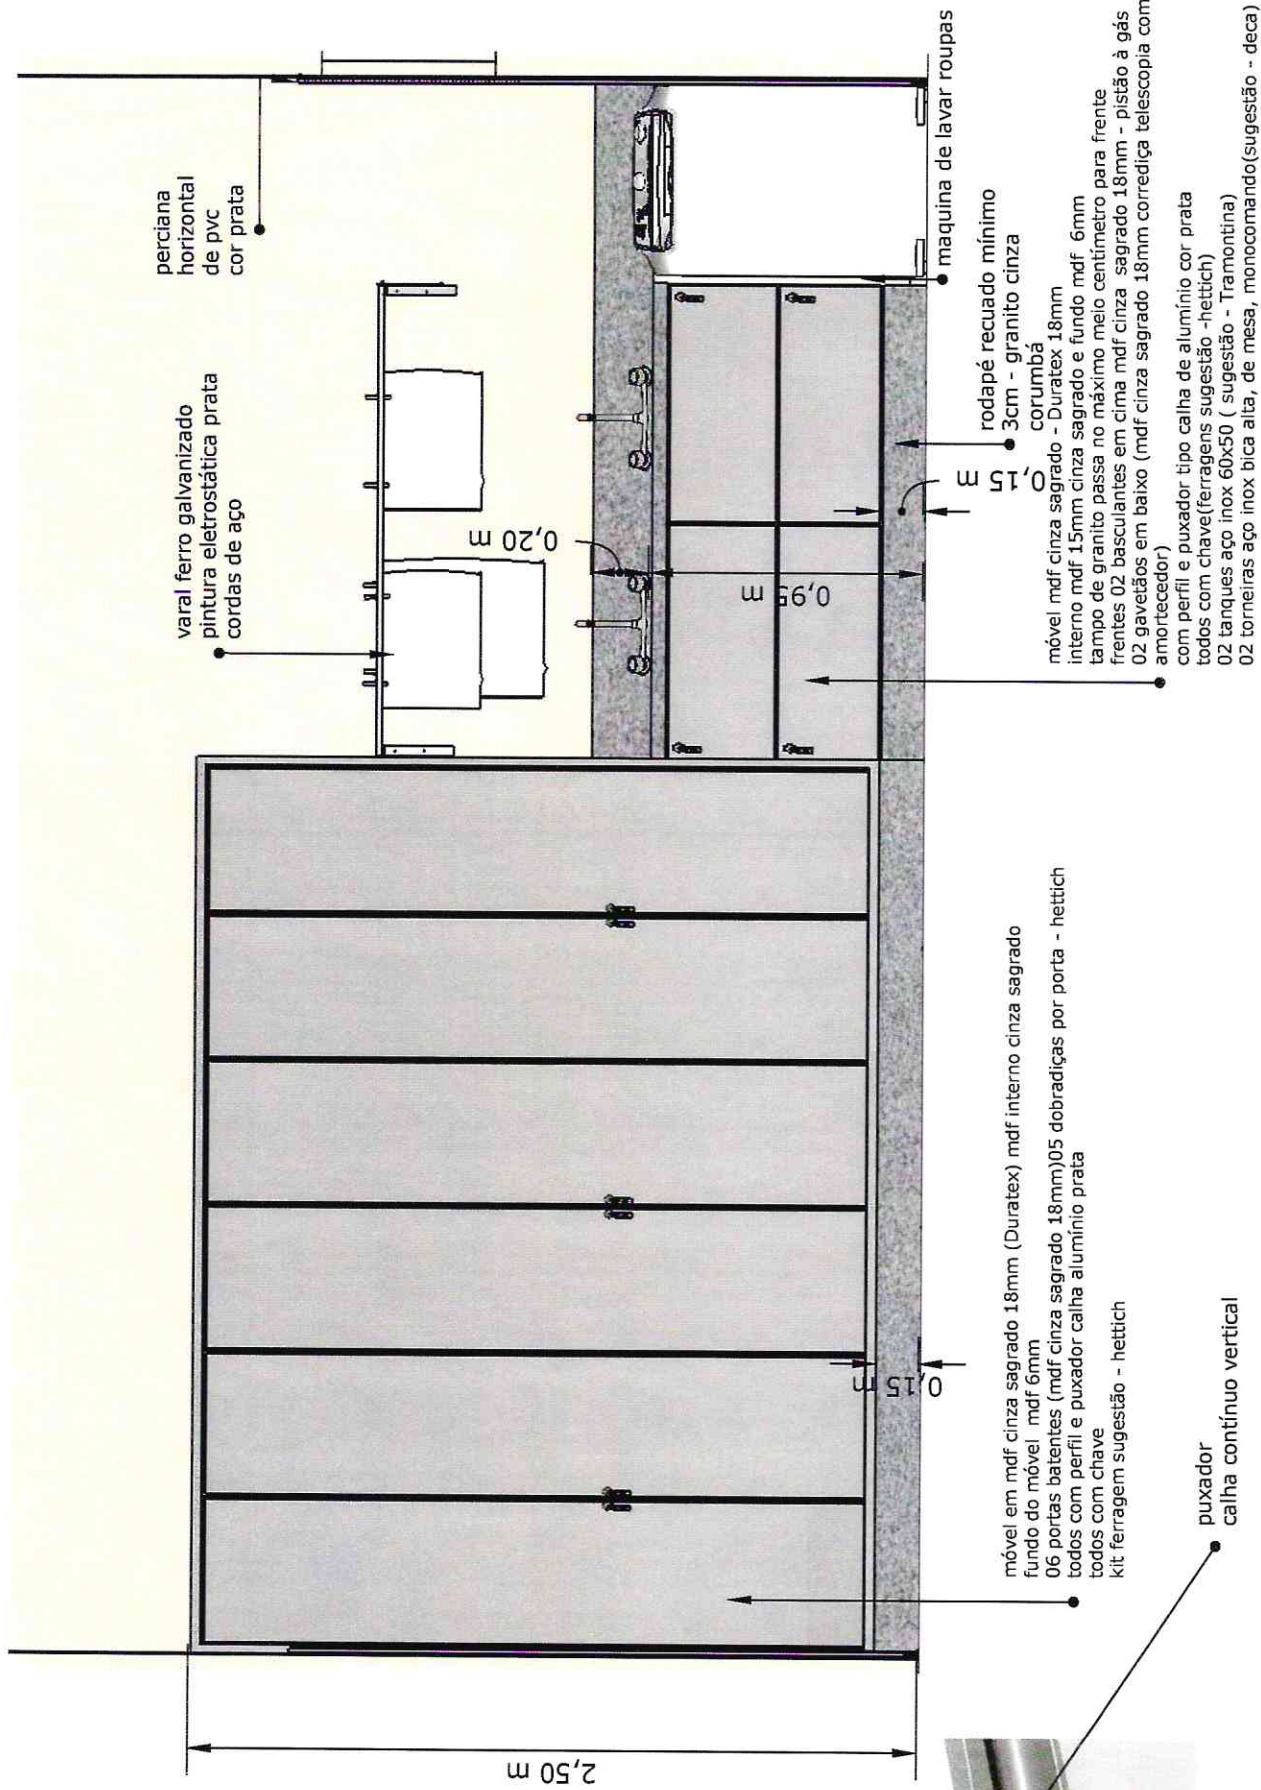 perciana
horizontal
de pvc
cor prata
varal ferro galvanizado
pintura eletrostática prata
cordas de aço
2,50 m
0,20 m
0,95 m
0,15 m
0,15 m
maquina de lavar roupas
rodapé recuado mínimo
3cm - granito cinza
corumbá
móvel mdf cinza sagrado - Duratex 18mm
interno mdf 15mm cinza sagrado e fundo mdf 6mm
tampo de granito passa no máximo meio centímetro para frente
frentes 02 basculantes em cima mdf cinza sagrado 18mm - pistão à gás
02 gavetões em baixo (mdf cinza sagrado 18mm corrediça telescopia com
amortecedor)
com perfil e puxador tipo calha de alumínio cor prata
todos com chave(ferragens sugestão -hettich)
02 tanques aço inox 60x50 ( sugestão - Tramontina)
02 torneiras aço inox bica alta, de mesa, monocomando(sugestão - deca)
móvel em mdf cinza sagrado 18mm (Duratex) mdf interno cinza sagrado
fundo do móvel mdf 6mm
06 portas batentes (mdf cinza sagrado 18mm)05 dobradiças por porta - hettich
todos com perfil e puxador calha alumínio prata
todos com chave
kit ferragem sugestão - hettich
puxador
calha contínuo vertical